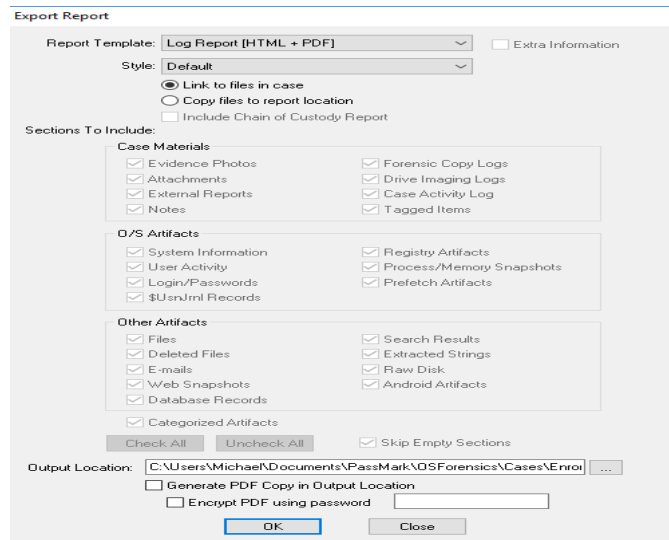 Export Report
Report Template: Log Report [HTML + PDF] Extra Information
Style: Default
Link to files in case
Copy files to report location
Include Chain of Custody Report
Sections To Include:
Case Materials
Evidence Photos Forensic Copy Logs
Attachments Drive Imaging Logs
External Reports Case Activity Log
Notes Tagged Items
O/S Artifacts
System Information Registry Artifacts
User Activity Process/Memory Snapshots
Login/Passwords Prefetch Artifacts
$UsnJrnl Records
Other Artifacts
Files Search Results
Deleted Files Extracted Strings
E-mails Raw Disk
Web Snapshots Android Artifacts
Database Records
Categorized Artifacts
Check All Uncheck All Skip Empty Sections
Output Location: C:\Users\Michael\Documents\PassMark\OSForensics\Cases\Enron ...
Generate PDF Copy in Output Location
Encrypt PDF using password
OK Close